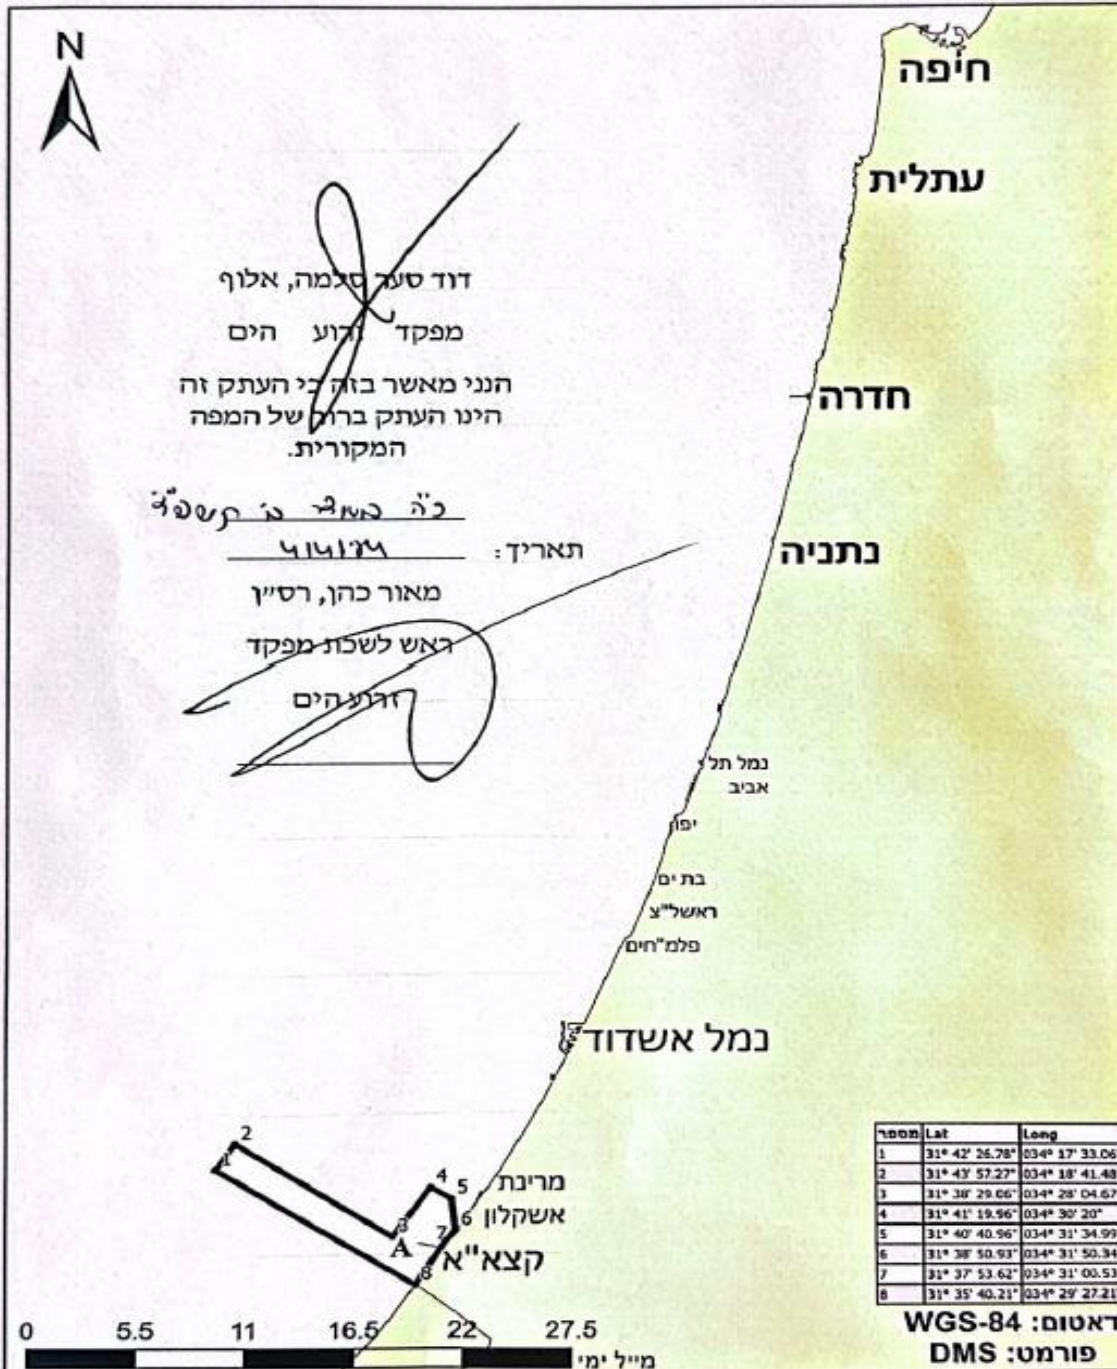 N
חיפה
עתלית
דוד סער סלמה, אלוף
מפקד זרוע הים
הנני מאשר בזה כי העתק זה
הינו העתק ברור של המפה
המקורית.
חדרה
כ"ה באדר ב' תשפ"ד
תאריך: 4/4/24
נתניה
מאור כהן, רס"ן
ראש לשכת מפקד
זרוע הים
נמל תל
אביב
יפו
בת ים
ראשל"צ
פלמ"חים
נמל אשדוד
מרינת
אשקלון
קצא"א
A
1
2
3
4
5
6
7
8
מספר Lat Long
1 31° 42' 26.78" 034° 17' 33.06
2 31° 43' 57.27" 034° 18' 41.48
3 31° 38' 29.06" 034° 28' 04.67
4 31° 41' 19.96" 034° 30' 20"
5 31° 40' 40.96" 034° 31' 34.99
6 31° 38' 50.93" 034° 31' 50.34
7 31° 37' 53.62" 034° 31' 00.53
8 31° 35' 40.21" 034° 29' 27.21
דאטום: WGS-84
פורמט: DMS
0 5.5 11 16.5 22 27.5
מייל ימי